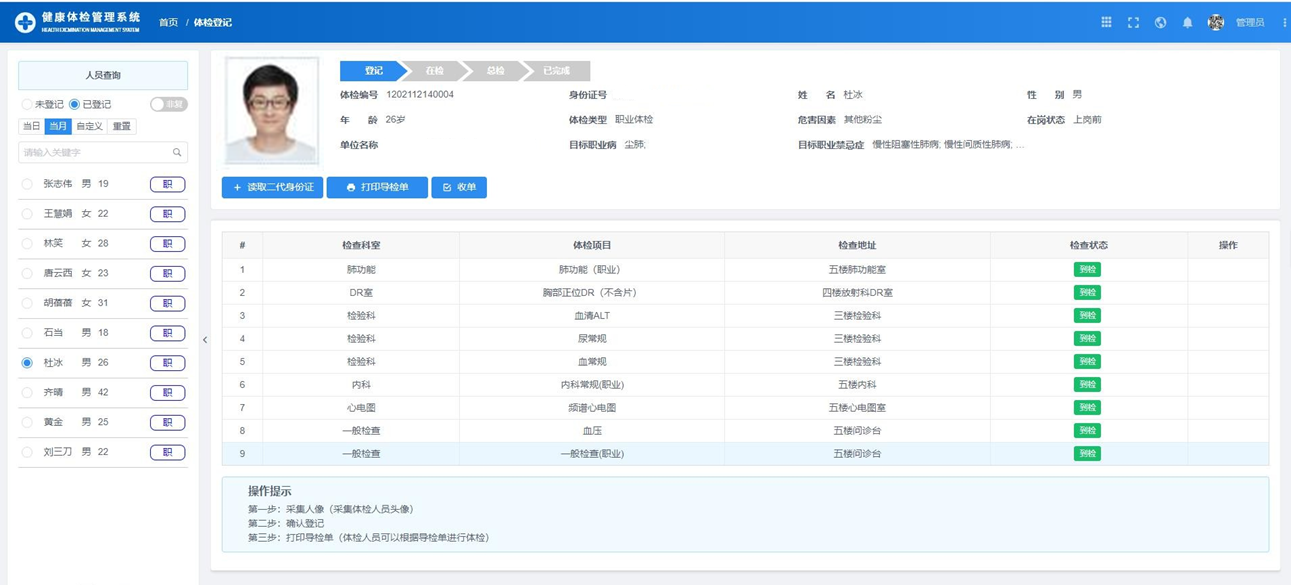 健康体检管理系统 首页 / 体检登记 管理员
HEALTH EXMINATION MANAGEMENT SYSTEM
人员查询
未登记 已登记 非复
当日 当月 自定义 重置
请输入关键字
张志伟 男 19 职
王慧娟 女 22 职
林笑 女 28 职
唐云西 女 23 职
胡蓓蓓 女 31 职
石当 男 18 职
杜冰 男 26 职
齐晴 男 42 职
黄金 男 25 职
刘三刀 男 22 职
登记 在检 总检 已完成
体检编号 1202112140004 身份证号 姓 名 杜冰 性 别 男
年 龄 26岁 体检类型 职业体检 危害因素 其他粉尘 在岗状态 上岗前
单位名称 目标职业病 尘肺; 目标职业禁忌症 慢性阻塞性肺病; 慢性间质性肺病; ...
+ 读取二代身份证 打印导检单 收单
# 检查科室 体检项目 检查地址 检查状态 操作
1 肺功能 肺功能（职业） 五楼肺功能室 到检
2 DR室 胸部正位DR（不含片） 四楼放射科DR室 到检
3 检验科 血清ALT 三楼检验科 到检
4 检验科 尿常规 三楼检验科 到检
5 检验科 血常规 三楼检验科 到检
6 内科 内科常规(职业) 五楼内科 到检
7 心电图 频谱心电图 五楼心电图室 到检
8 一般检查 血压 五楼问诊台 到检
9 一般检查 一般检查(职业) 五楼问诊台 到检
操作提示
第一步：采集人像（采集体检人员头像）
第二步：确认登记
第三步：打印导检单（体检人员可以根据导检单进行体检）